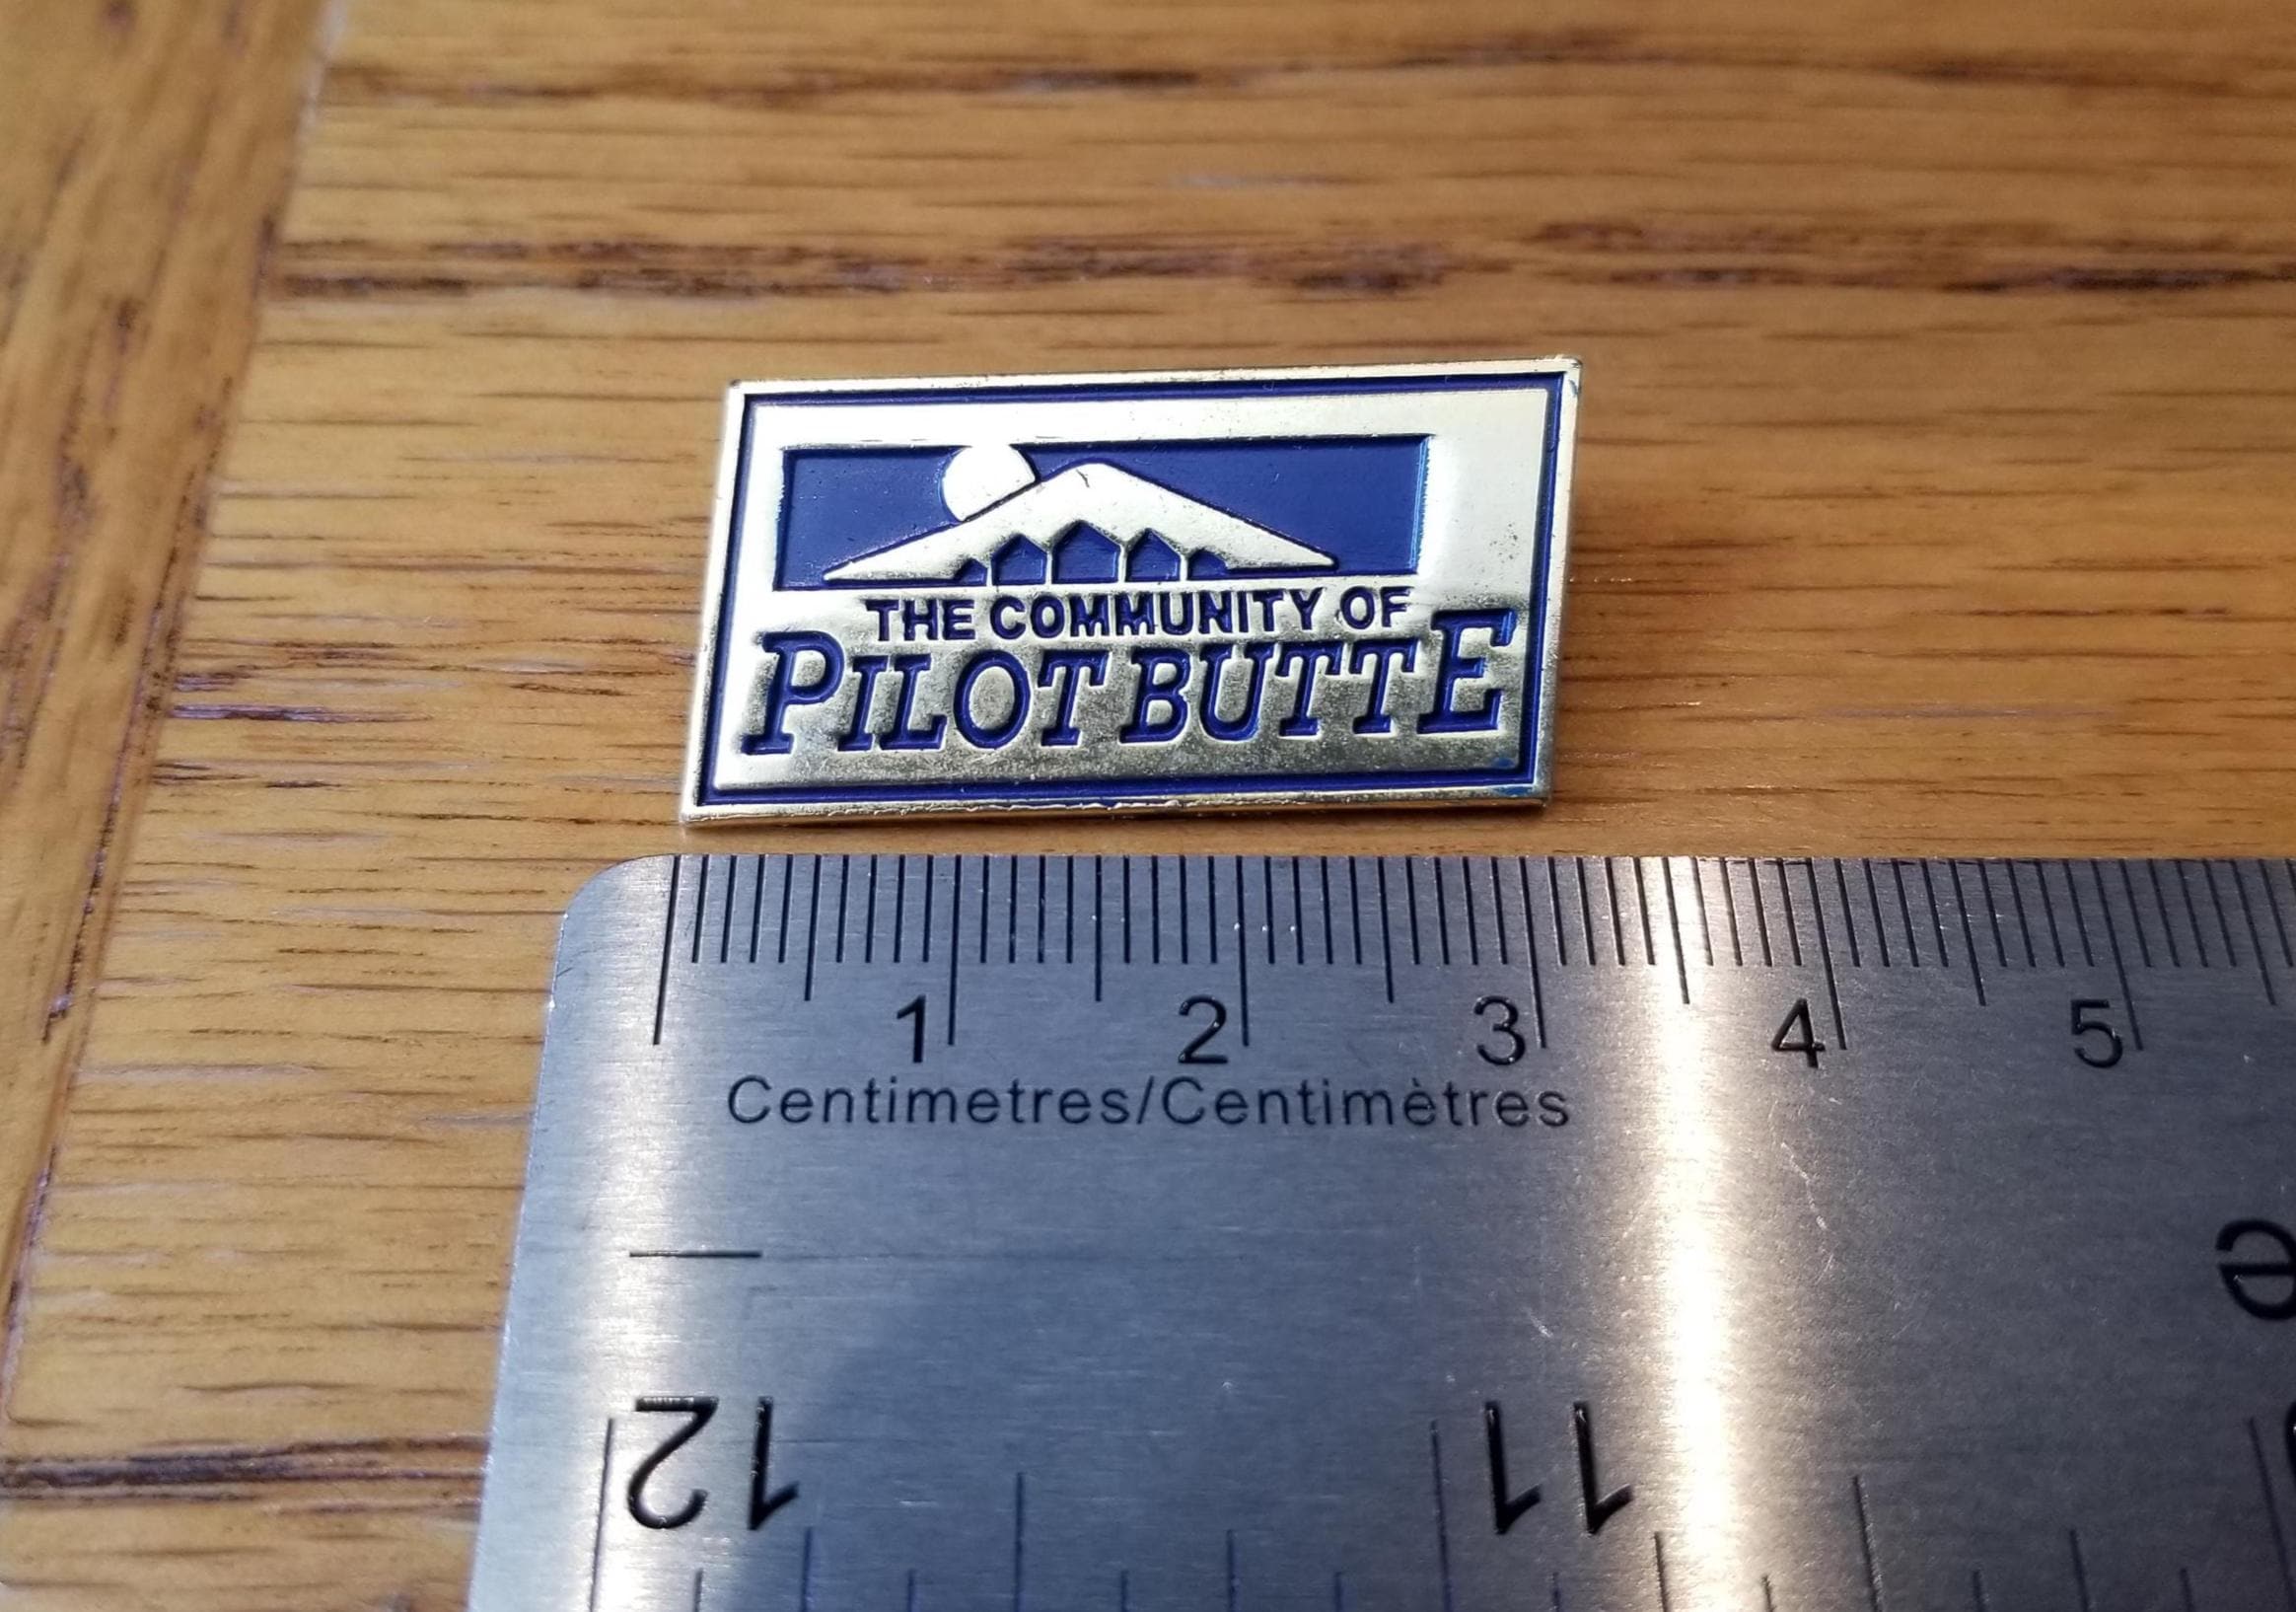 THE COMMUNITY OF
PILOT BUTTE
1 2 3 4 5
Centimetres/Centimètres
12 11